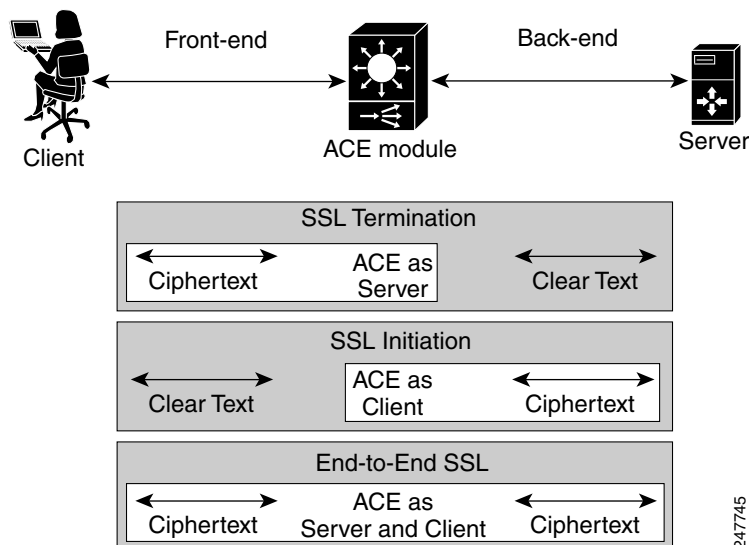 Front-end
Back-end
Client
ACE module
Server
SSL Termination
Ciphertext
ACE as
Server
Clear Text
SSL Initiation
Clear Text
ACE as
Client
Ciphertext
End-to-End SSL
Ciphertext
ACE as
Server and Client
Ciphertext
247745